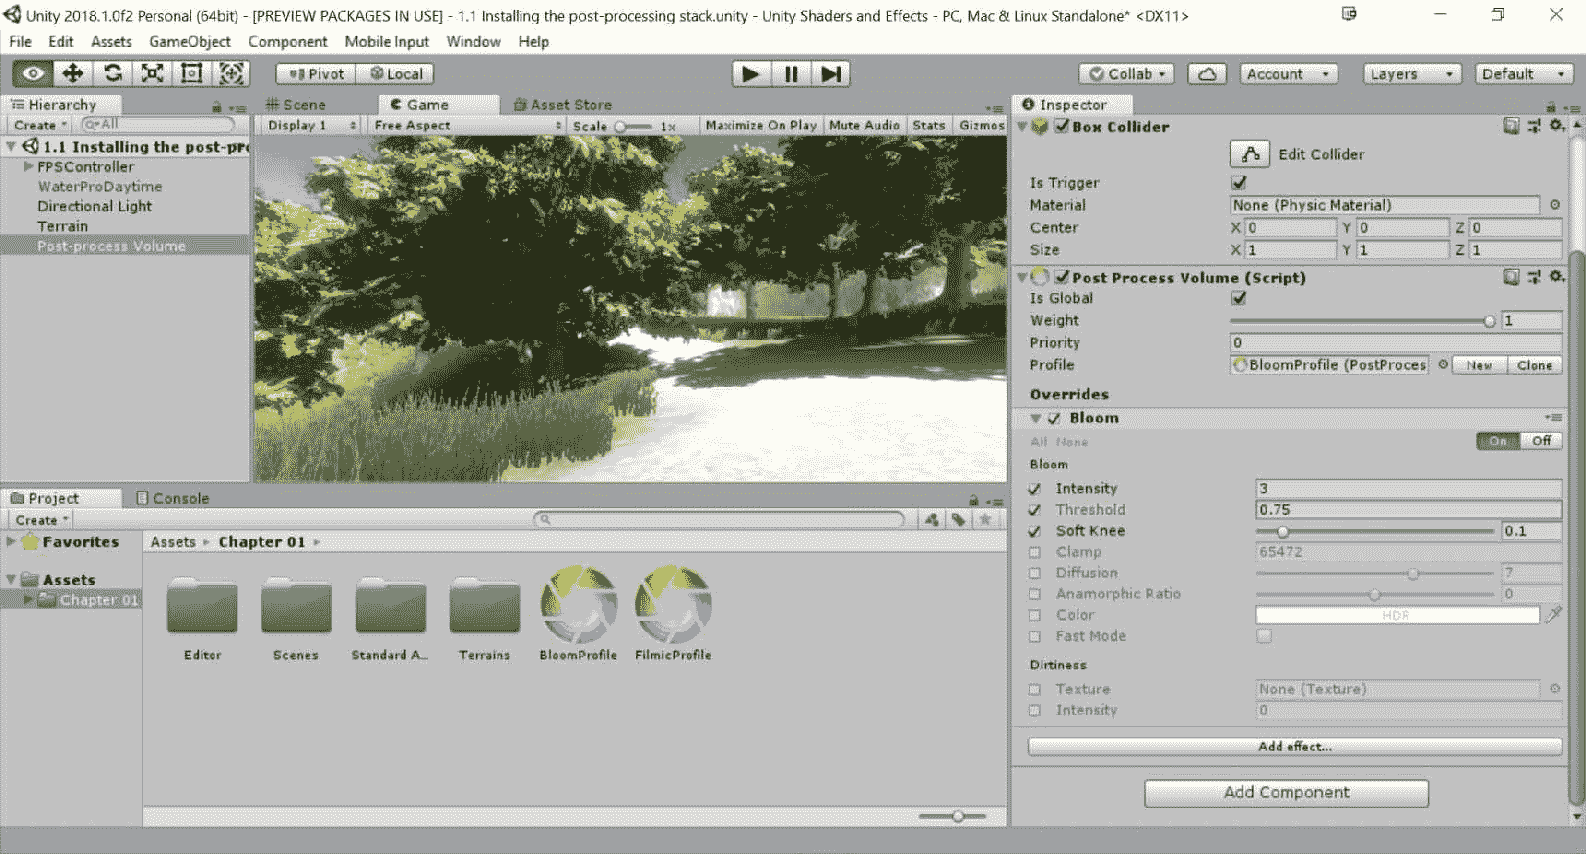 Unity 2018.1.0f2 Personal (64bit) - [PREVIEW PACKAGES IN USE] - 1.1 Installing the post-processing stack.unity - Unity Shaders and Effects - PC, Mac & Linux Standalone* <DX11>
File Edit Assets GameObject Component Mobile Input Window Help
Pivot Local Collab Account Layers Default
Hierarchy
Create All
1.1 Installing the post-pr
FPSController
WaterProDaytime
Directional Light
Terrain
Post-process Volume
Scene Game Asset Store
Display 1 Free Aspect Scale 1x Maximize On Play Mute Audio Stats Gizmos
Project Console
Create
Favorites
Assets
Chapter 01
Assets Chapter 01
Editor Scenes Standard A... Terrains BloomProfile FilmicProfile
Inspector
Box Collider
Edit Collider
Is Trigger
Material None (Physic Material)
Center X 0 Y 0 Z 0
Size X 1 Y 1 Z 1
Post Process Volume (Script)
Is Global
Weight 1
Priority 0
Profile BloomProfile (PostProces New Clone
Overrides
Bloom
All None On Off
Bloom
Intensity 3
Threshold 0.75
Soft Knee 0.1
Clamp 65472
Diffusion 7
Anamorphic Ratio 0
Color HDR
Fast Mode
Dirtiness
Texture None (Texture)
Intensity 0
Add effect...
Add Component